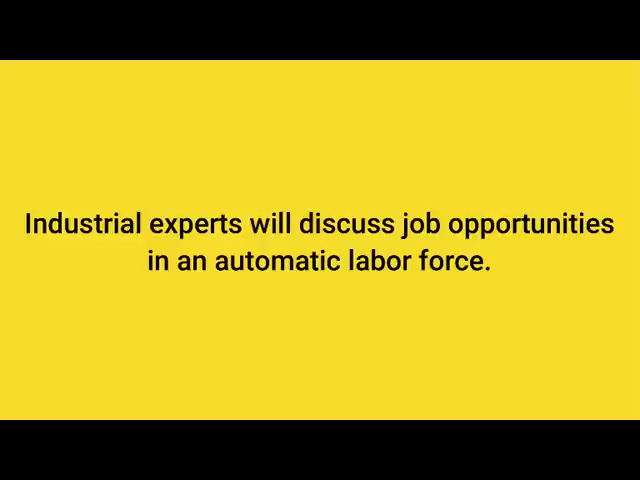 Industrial experts will discuss job opportunities
in an automatic labor force.